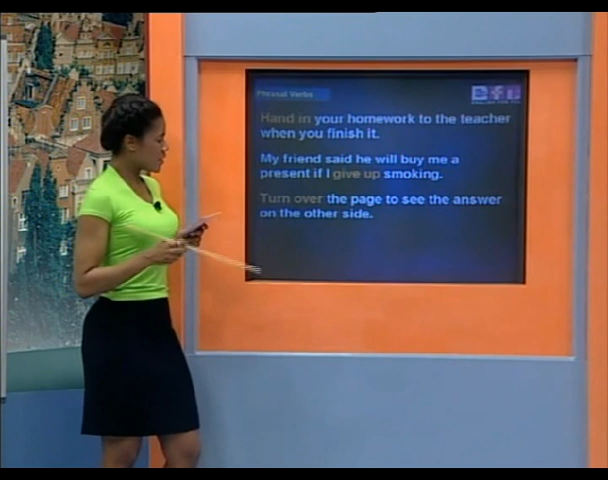 Phrasal Verbs
Hand in your homework to the teacher
when you finish it.
My friend said he will buy me a
present if I give up smoking.
Turn over the page to see the answer
on the other side.